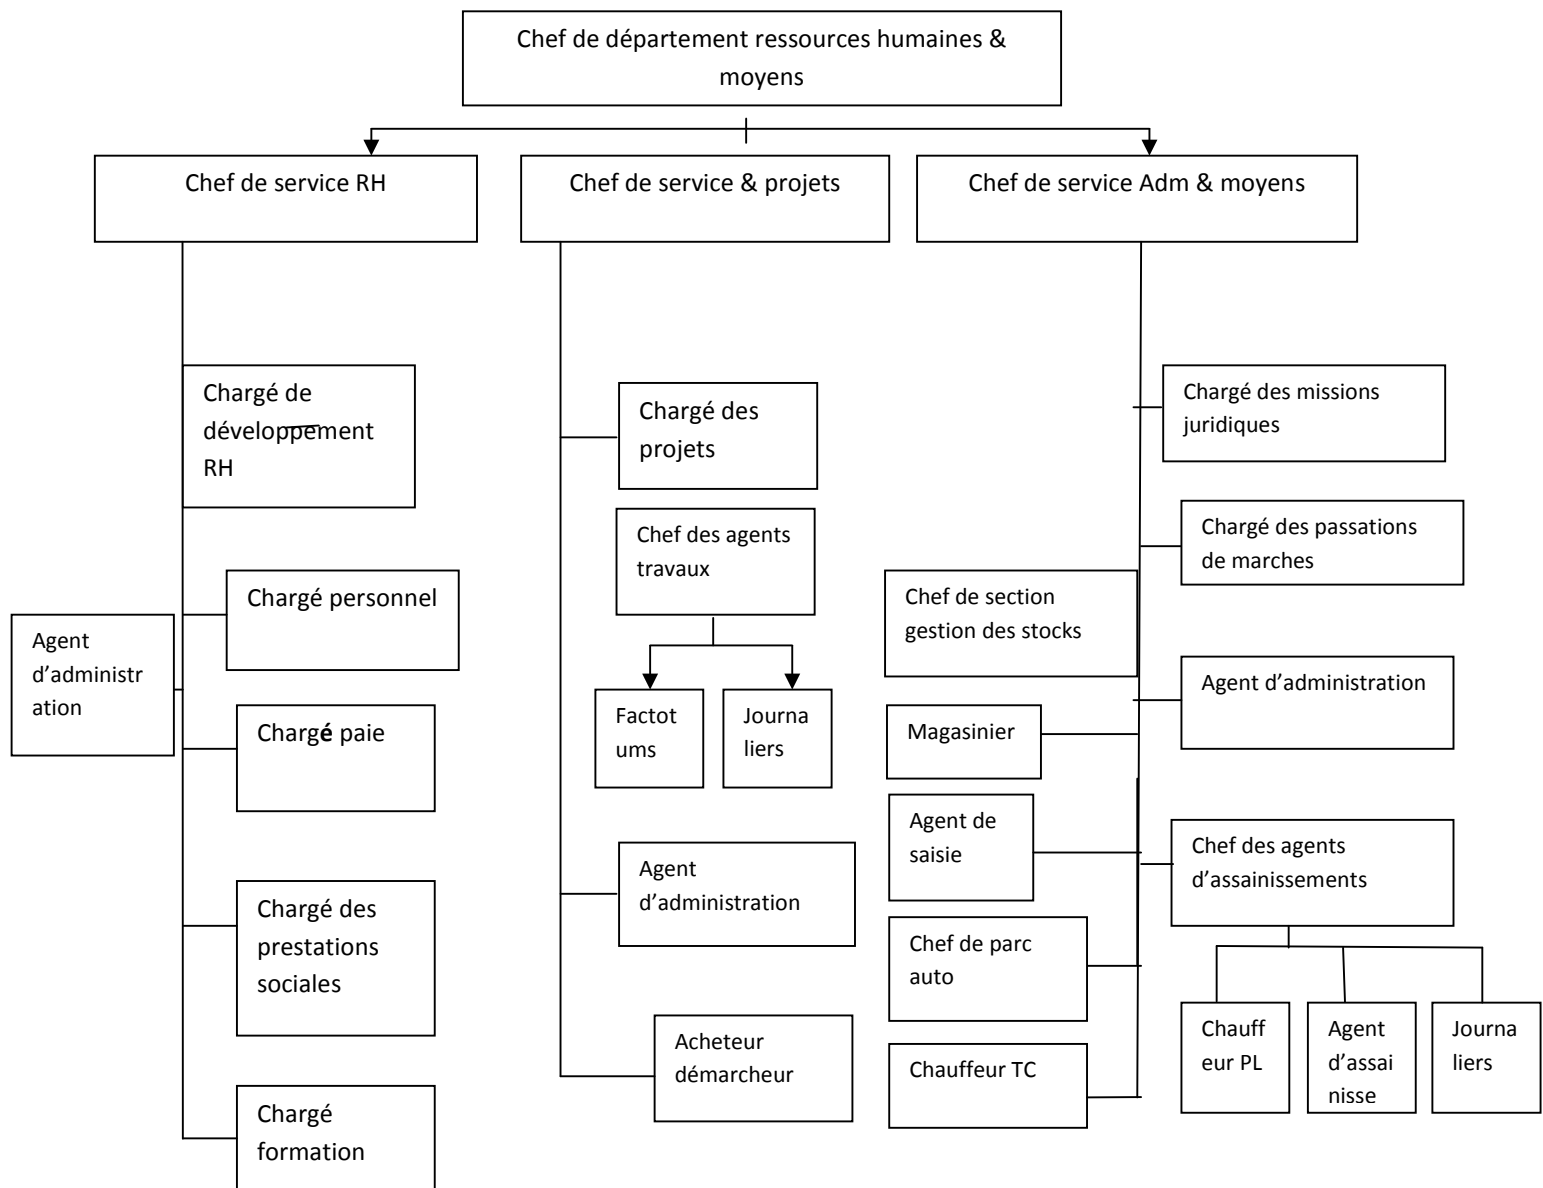 Chef de département ressources humaines &
moyens
Chef de service RH
Chef de service & projets
Chef de service Adm & moyens
Chargé de
développement
RH
Chargé personnel
Agent
d’administr
ation
Chargé paie
Chargé des
prestations
sociales
Chargé
formation
Chargé des
projets
Chef des agents
travaux
Factot
ums
Journa
liers
Agent
d’administration
Acheteur
démarcheur
Chargé des missions
juridiques
Chargé des passations
de marches
Chef de section
gestion des stocks
Agent d’administration
Magasinier
Agent de
saisie
Chef des agents
d’assainissements
Chef de parc
auto
Chauffeur TC
Chauff
eur PL
Agent
d’assai
nisse
Journa
liers